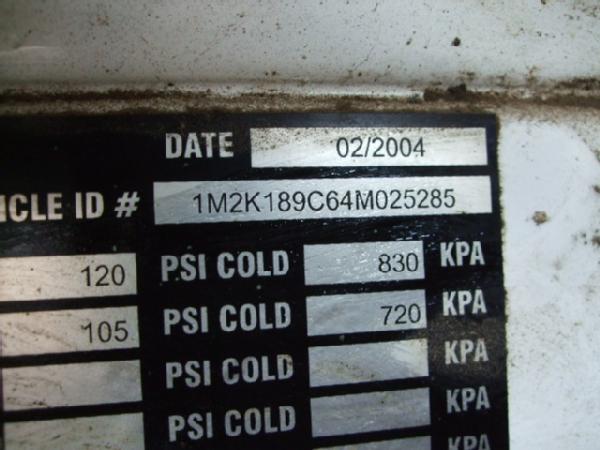 DATE 02/2004
ICLE ID # 1M2K189C64M025285
120 PSI COLD 830 KPA
105 PSI COLD 720 KPA
PSI COLD KPA
PSI COLD KPA
KPA